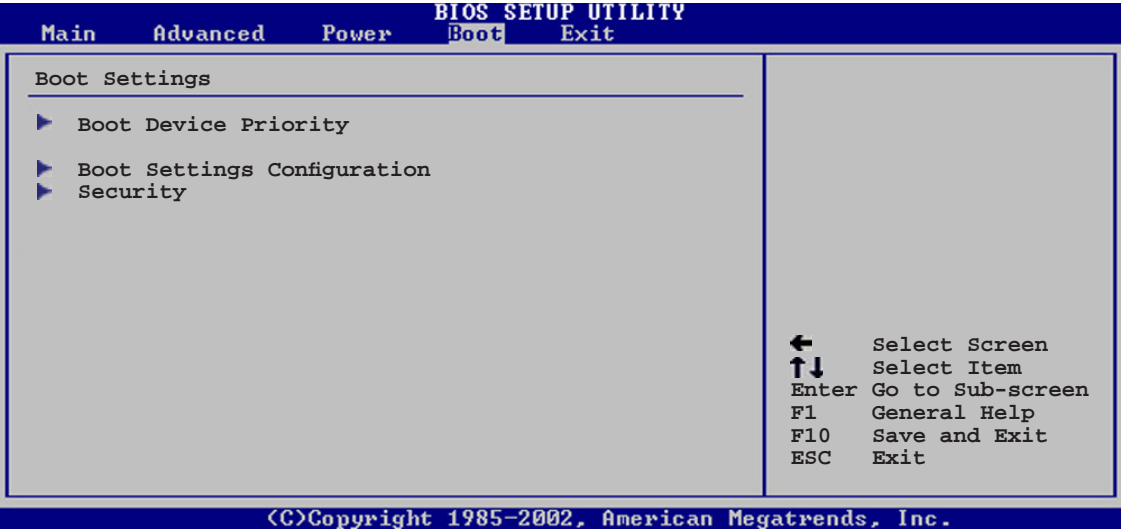 BIOS SETUP UTILITY
Main Advanced Power Boot Exit
Boot Settings
Boot Device Priority
Boot Settings Configuration
Security
← Select Screen
↑↓ Select Item
Enter Go to Sub-screen
F1 General Help
F10 Save and Exit
ESC Exit
(C)Copyright 1985-2002, American Megatrends, Inc.